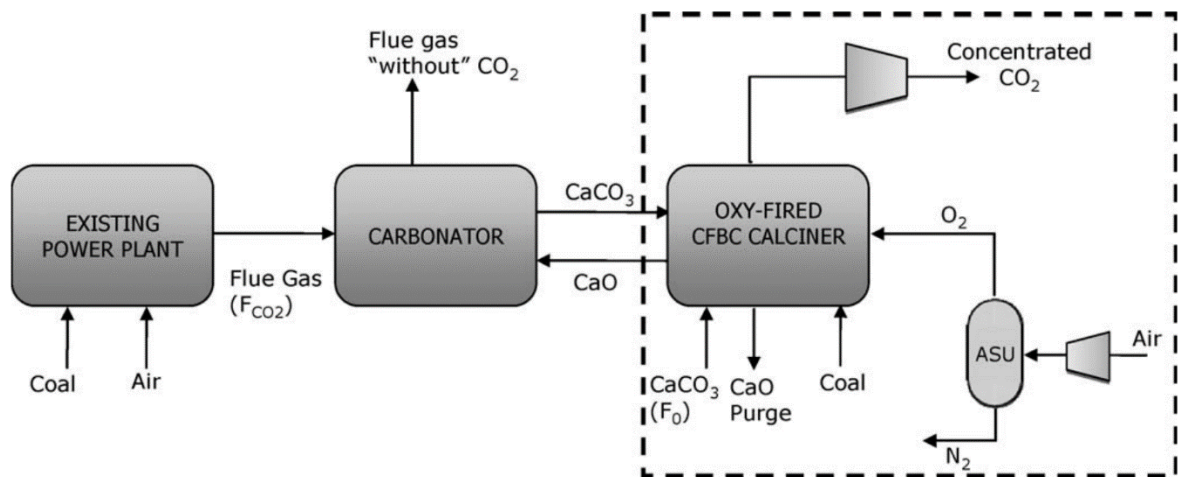 Flue gas
“without” CO₂
Concentrated
CO₂
EXISTING
POWER PLANT
CARBONATOR
CaCO₃
CaO
OXY-FIRED
CFBC CALCINER
O₂
Flue Gas
(F_CO2)
Coal
Air
CaCO₃
(F₀)
CaO
Purge
Coal
ASU
Air
N₂